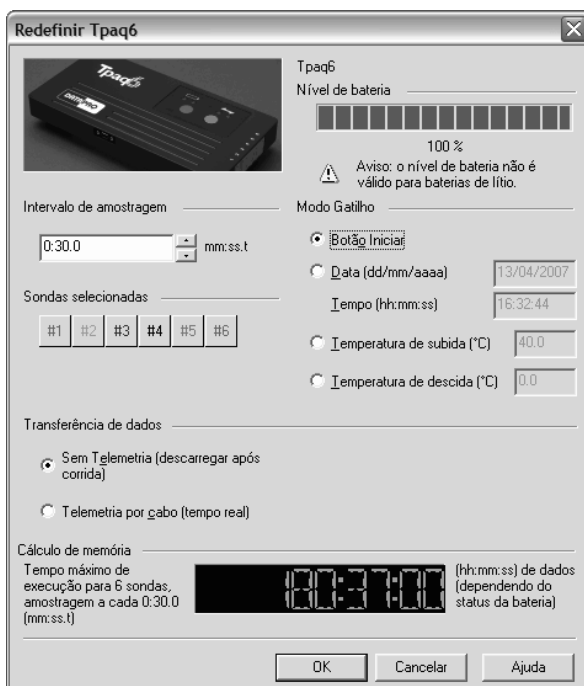 Redefinir Tpaq6
Tpaq6
DATAPAQ
Tpaq6
Nível de bateria
100 %
Aviso: o nível de bateria não é
válido para baterias de lítio.
Intervalo de amostragem
0:30.0
mm:ss.t
Sondas selecionadas
#1 #2 #3 #4 #5 #6
Modo Gatilho
Botão Iniciar
Data (dd/mm/aaaa) 13/04/2007
Tempo (hh:mm:ss) 16:32:44
Temperatura de subida (°C) 40.0
Temperatura de descida (°C) 0.0
Transferência de dados
Sem Telemetria (descarregar após
corrida)
Telemetria por cabo (tempo real)
Cálculo de memória
Tempo máximo de
execução para 6 sondas,
amostragem a cada 0:30.0
(mm:ss.t)
180:37:00
(hh:mm:ss) de dados
(dependendo do
status da bateria)
OK Cancelar Ajuda